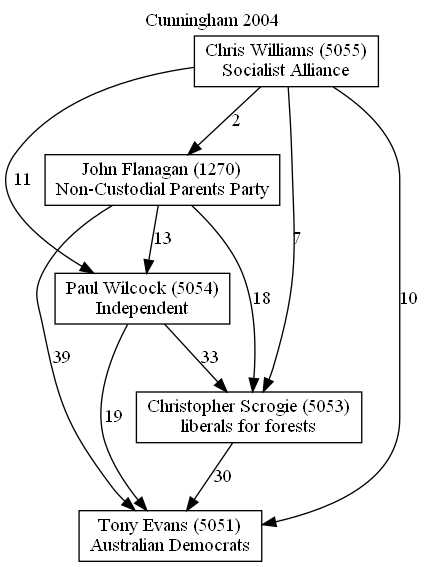 Cunningham 2004
Chris Williams (5055)
Socialist Alliance
2
John Flanagan (1270)
Non-Custodial Parents Party
11
13
7
Paul Wilcock (5054)
Independent
18
10
39
33
Christopher Scrogie (5053)
liberals for forests
19
30
Tony Evans (5051)
Australian Democrats